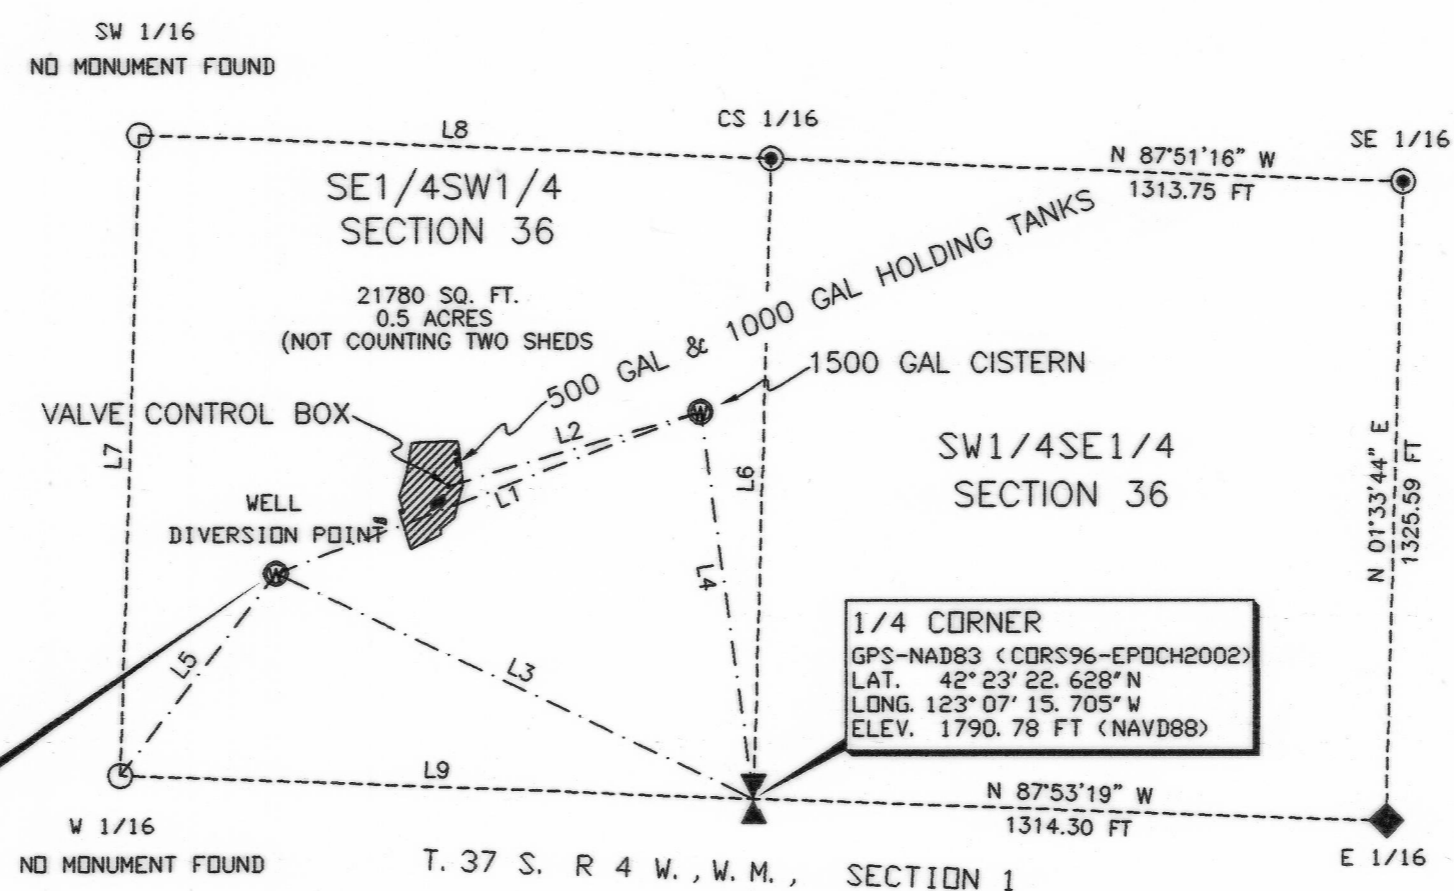 SW 1/16
NO MONUMENT FOUND
L8
CS 1/16
N 87°51'16" W
1313.75 FT
SE 1/16
SE1/4SW1/4
SECTION 36
21780 SQ. FT.
0.5 ACRES
(NOT COUNTING TWO SHEDS
500 GAL & 1000 GAL HOLDING TANKS
1500 GAL CISTERN
VALVE CONTROL BOX
L7
L2
L1
L6
SW1/4SE1/4
SECTION 36
N 01°33'44" E
1325.59 FT
WELL
DIVERSION POINT
W
W
L4
L5
L3
1/4 CORNER
GPS-NAD83 (CORS96-EPOCH2002)
LAT. 42° 23' 22. 628" N
LONG. 123° 07' 15. 705" W
ELEV. 1790. 78 FT (NAVD88)
L9
N 87°53'19" W
1314.30 FT
W 1/16
NO MONUMENT FOUND
E 1/16
T. 37 S. R 4 W. , W. M. , SECTION 1